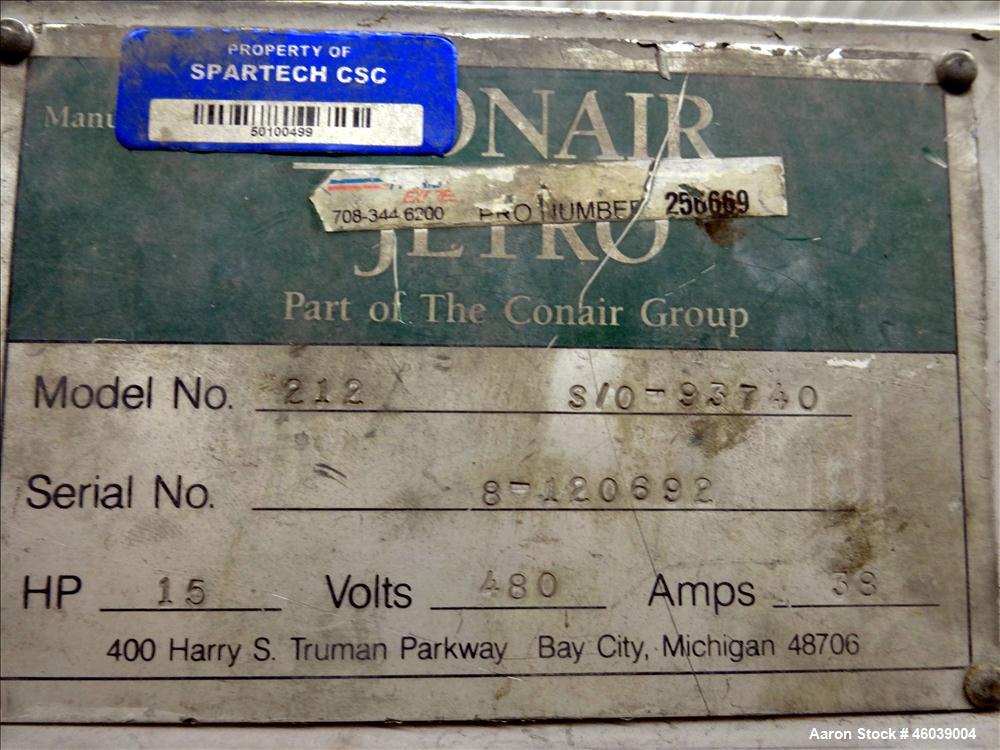 PROPERTY OF
SPARTECH CSC
50100499
Manu
ONAIR
708-344 6200 PRO NUMBER 256669
JETRO
Part of The Conair Group
Model No. 212 S/O-93740
Serial No. 8-120692
HP 15 Volts 480 Amps 38
400 Harry S. Truman Parkway Bay City, Michigan 48706
Aaron Stock # 46039004